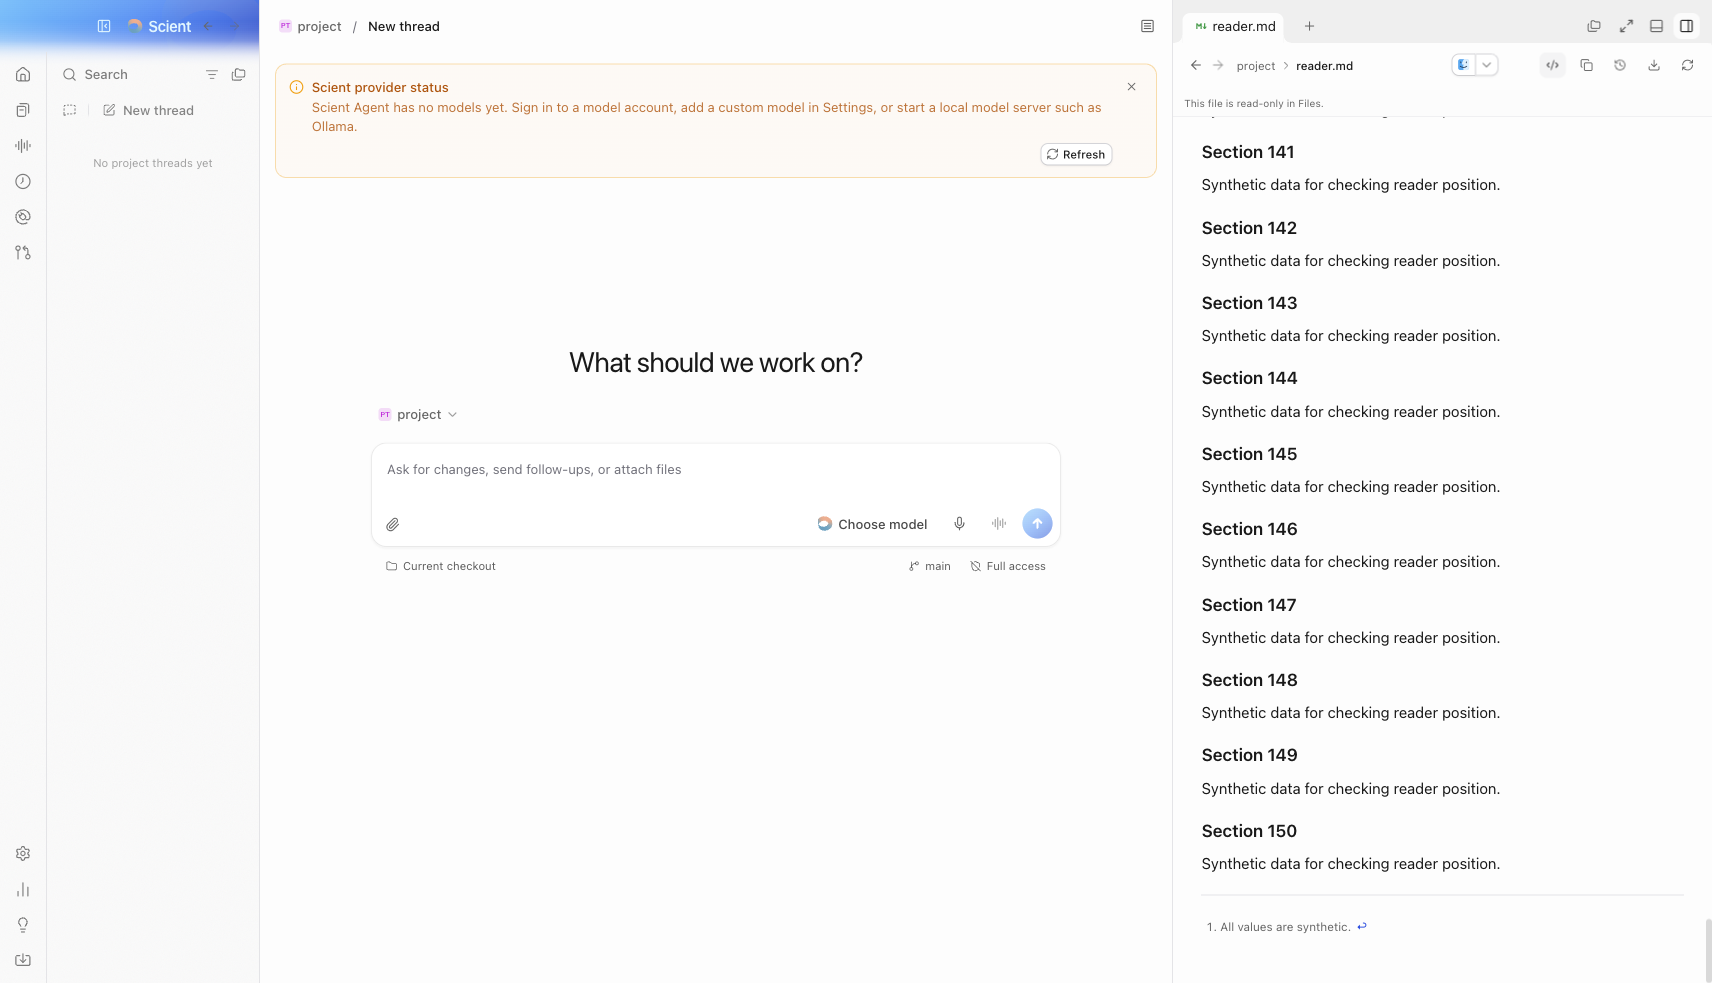 Scient
Search
New thread
No project threads yet
PT project / New thread
Scient provider status
Scient Agent has no models yet. Sign in to a model account, add a custom model in Settings, or start a local model server such as
Ollama.
Refresh
What should we work on?
PT project
Ask for changes, send follow-ups, or attach files
Choose model
Current checkout
main
Full access
reader.md
project > reader.md
This file is read-only in Files.
Section 141
Synthetic data for checking reader position.
Section 142
Synthetic data for checking reader position.
Section 143
Synthetic data for checking reader position.
Section 144
Synthetic data for checking reader position.
Section 145
Synthetic data for checking reader position.
Section 146
Synthetic data for checking reader position.
Section 147
Synthetic data for checking reader position.
Section 148
Synthetic data for checking reader position.
Section 149
Synthetic data for checking reader position.
Section 150
Synthetic data for checking reader position.
1. All values are synthetic. ↩